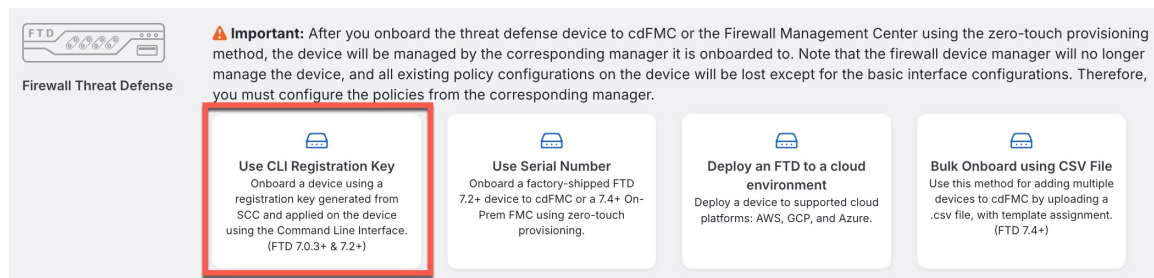 FTD
Firewall Threat Defense
Important: After you onboard the threat defense device to cdFMC or the Firewall Management Center using the zero-touch provisioning
method, the device will be managed by the corresponding manager it is onboarded to. Note that the firewall device manager will no longer
manage the device, and all existing policy configurations on the device will be lost except for the basic interface configurations. Therefore,
you must configure the policies from the corresponding manager.
Use CLI Registration Key
Onboard a device using a
registration key generated from
SCC and applied on the device
using the Command Line Interface.
(FTD 7.0.3+ & 7.2+)
Use Serial Number
Onboard a factory-shipped FTD
7.2+ device to cdFMC or a 7.4+ On-
Prem FMC using zero-touch
provisioning.
Deploy an FTD to a cloud
environment
Deploy a device to supported cloud
platforms: AWS, GCP, and Azure.
Bulk Onboard using CSV File
Use this method for adding multiple
devices to cdFMC by uploading a
.csv file, with template assignment.
(FTD 7.4+)